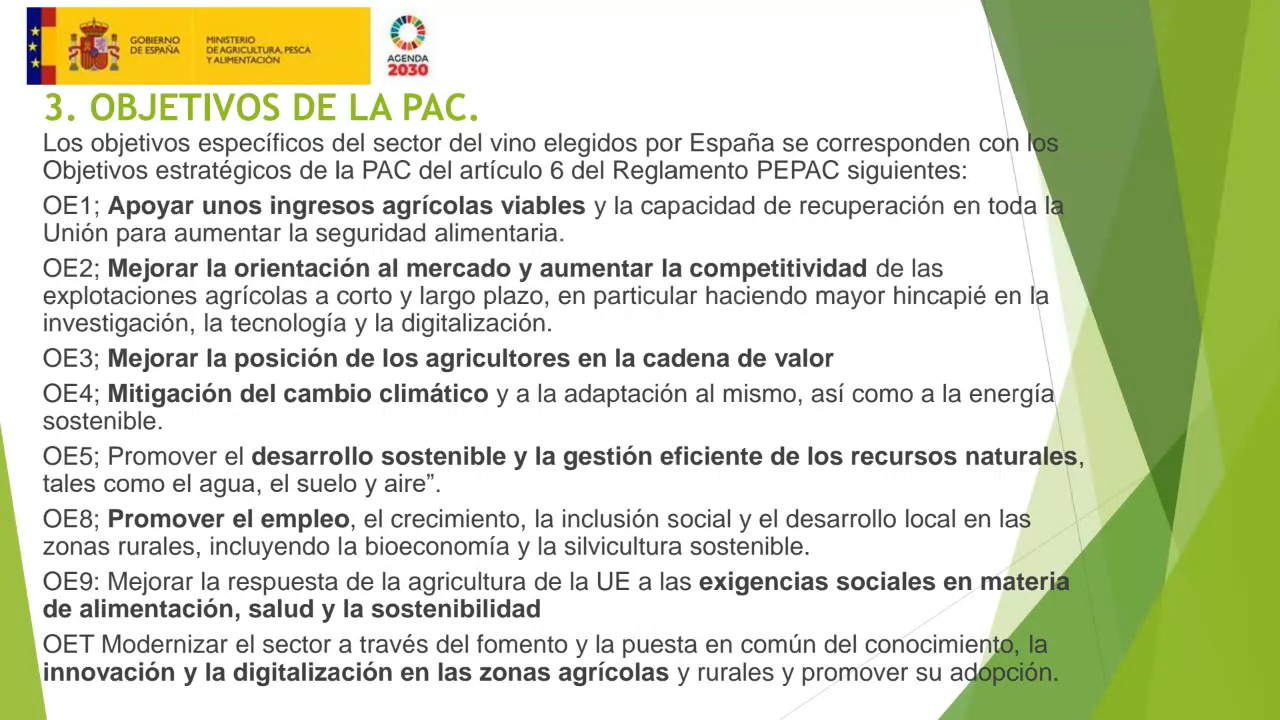 GOBIERNO
DE ESPAÑA
MINISTERIO
DE AGRICULTURA, PESCA
Y ALIMENTACIÓN
AGENDA
2030
3. OBJETIVOS DE LA PAC.
Los objetivos específicos del sector del vino elegidos por España se corresponden con los
Objetivos estratégicos de la PAC del artículo 6 del Reglamento PEPAC siguientes:
OE1; Apoyar unos ingresos agrícolas viables y la capacidad de recuperación en toda la
Unión para aumentar la seguridad alimentaria.
OE2; Mejorar la orientación al mercado y aumentar la competitividad de las
explotaciones agrícolas a corto y largo plazo, en particular haciendo mayor hincapié en la
investigación, la tecnología y la digitalización.
OE3; Mejorar la posición de los agricultores en la cadena de valor
OE4; Mitigación del cambio climático y a la adaptación al mismo, así como a la energía
sostenible.
OE5; Promover el desarrollo sostenible y la gestión eficiente de los recursos naturales,
tales como el agua, el suelo y aire”.
OE8; Promover el empleo, el crecimiento, la inclusión social y el desarrollo local en las
zonas rurales, incluyendo la bioeconomía y la silvicultura sostenible.
OE9: Mejorar la respuesta de la agricultura de la UE a las exigencias sociales en materia
de alimentación, salud y la sostenibilidad
OET Modernizar el sector a través del fomento y la puesta en común del conocimiento, la
innovación y la digitalización en las zonas agrícolas y rurales y promover su adopción.